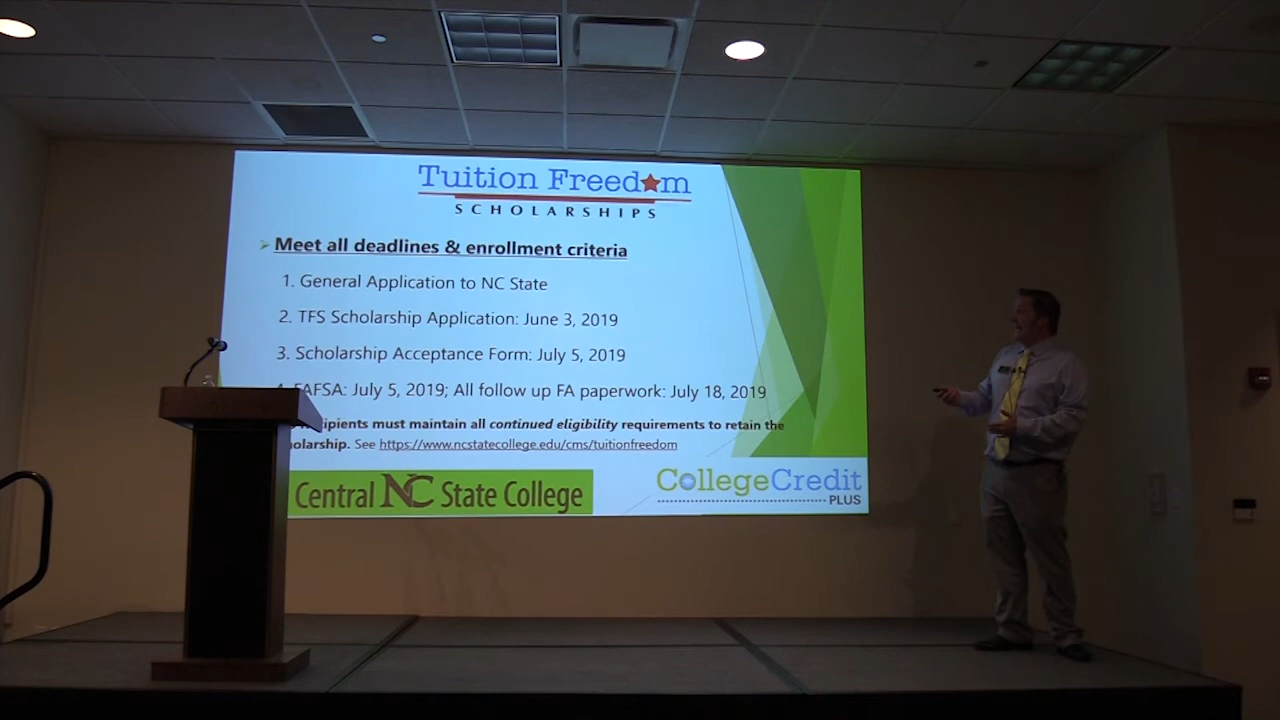 Tuition Freedom
SCHOLARSHIPS
Meet all deadlines & enrollment criteria
1. General Application to NC State
2. TFS Scholarship Application: June 3, 2019
3. Scholarship Acceptance Form: July 5, 2019
FAFSA: July 5, 2019; All follow up FA paperwork: July 18, 2019
must maintain all continued eligibility requirements to retain the
See https://www.ncstatecollege.edu/cms/tuitionfreedom
Central NC State College
CollegeCredit
PLUS